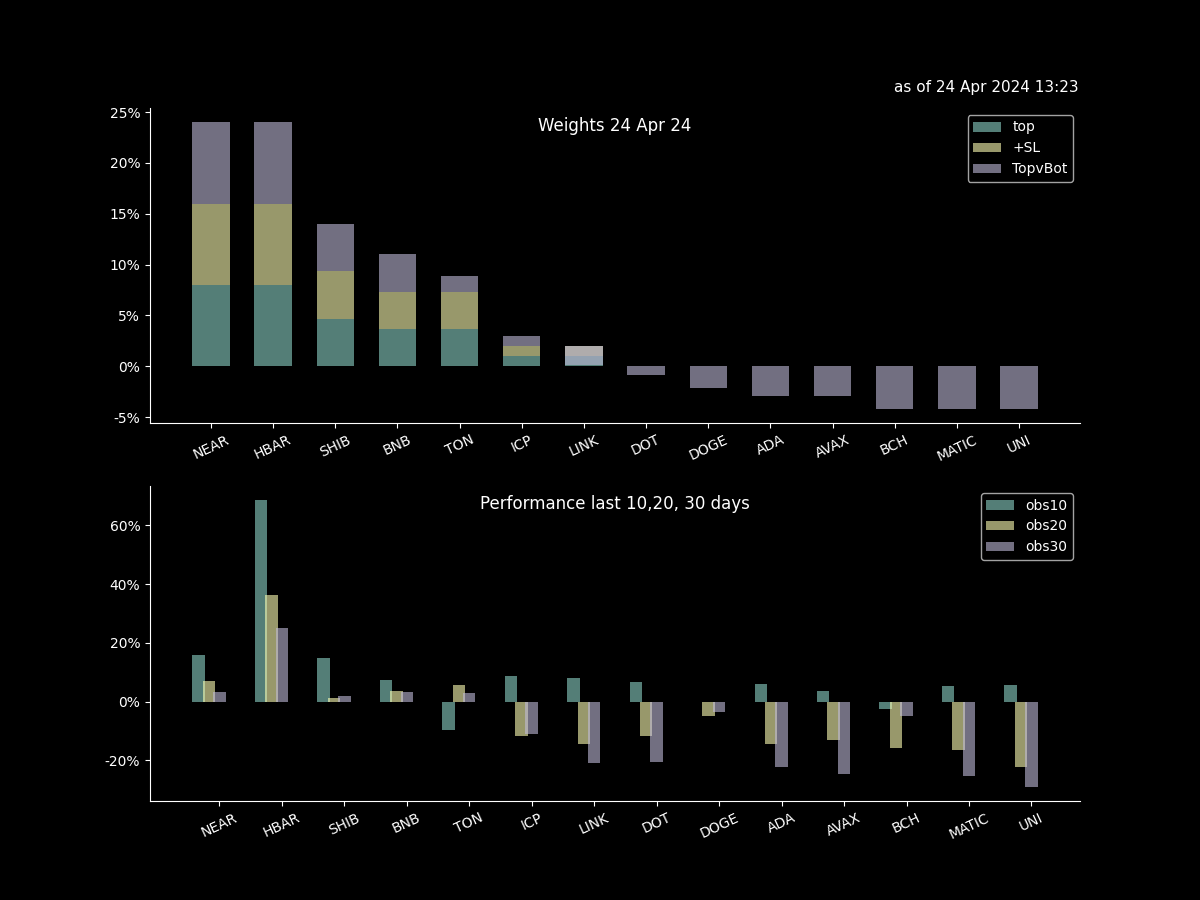 as of 24 Apr 2024 13:23
Weights 24 Apr 24
top
+SL
TopvBot
25%
20%
15%
10%
5%
0%
-5%
NEAR HBAR SHIB BNB TON ICP LINK DOT DOGE ADA AVAX BCH MATIC UNI
Performance last 10,20, 30 days
obs10
obs20
obs30
60%
40%
20%
0%
-20%
NEAR HBAR SHIB BNB TON ICP LINK DOT DOGE ADA AVAX BCH MATIC UNI